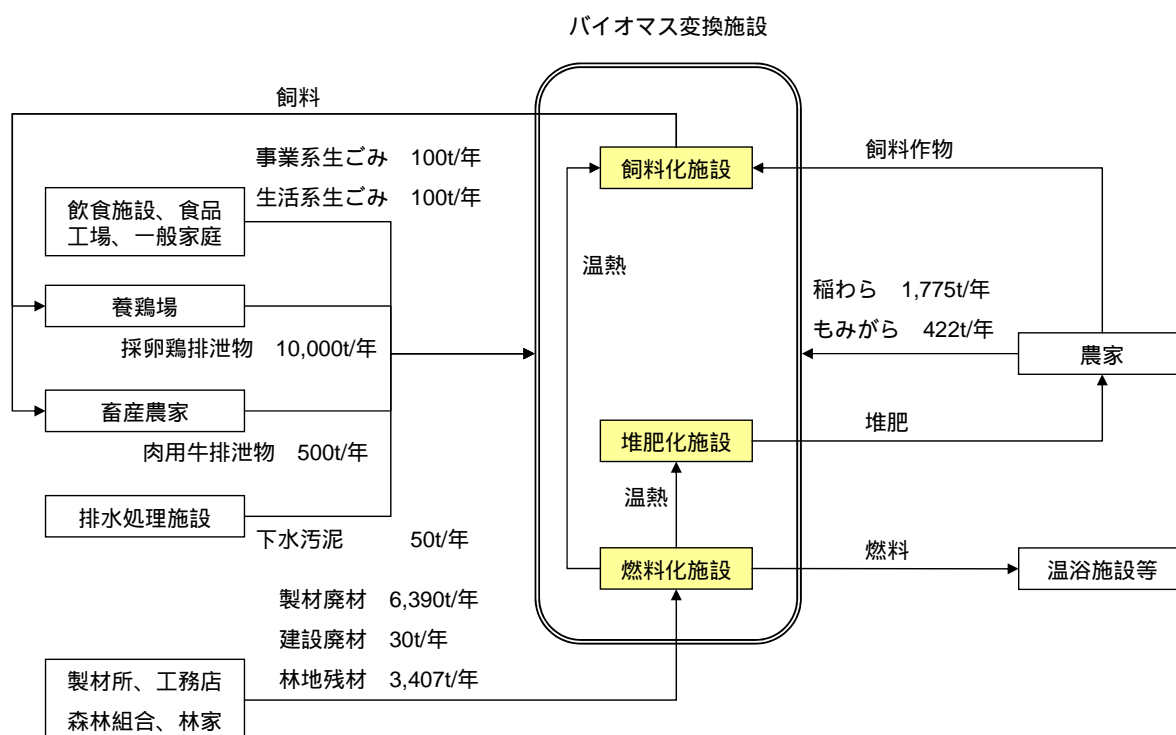 バイオマス変換施設
飼料
事業系生ごみ 100t/年
生活系生ごみ 100t/年
飲食施設、食品
工場、一般家庭
養鶏場
採卵鶏排泄物 10,000t/年
畜産農家
肉用牛排泄物 500t/年
排水処理施設
下水汚泥 50t/年
製材廃材 6,390t/年
建設廃材 30t/年
林地残材 3,407t/年
製材所、工務店
森林組合、林家
飼料化施設
温熱
堆肥化施設
温熱
燃料化施設
飼料作物
稲わら 1,775t/年
もみがら 422t/年
農家
堆肥
燃料
温浴施設等